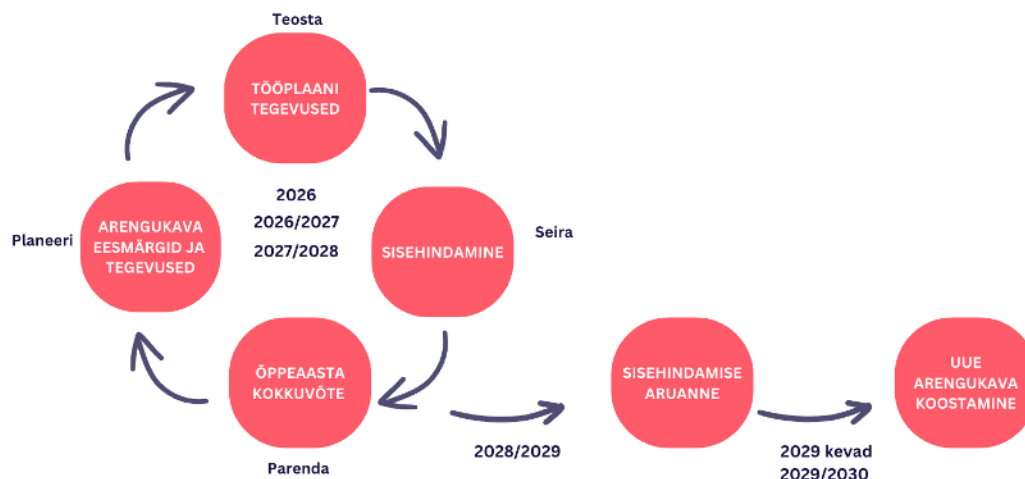 Teosta
TÖÖPLAANI
TEGEVUSED
2026
2026/2027
2027/2028
Planeeri
ARENGUKAVA
EESMÄRGID JA
TEGEVUSED
SISEHINDAMINE
Seira
ÕPPEAASTA
KOKKUVÕTE
Parenda
2028/2029
SISEHINDAMISE
ARUANNE
2029 kevad
2029/2030
UUE
ARENGUKAVA
KOOSTAMINE